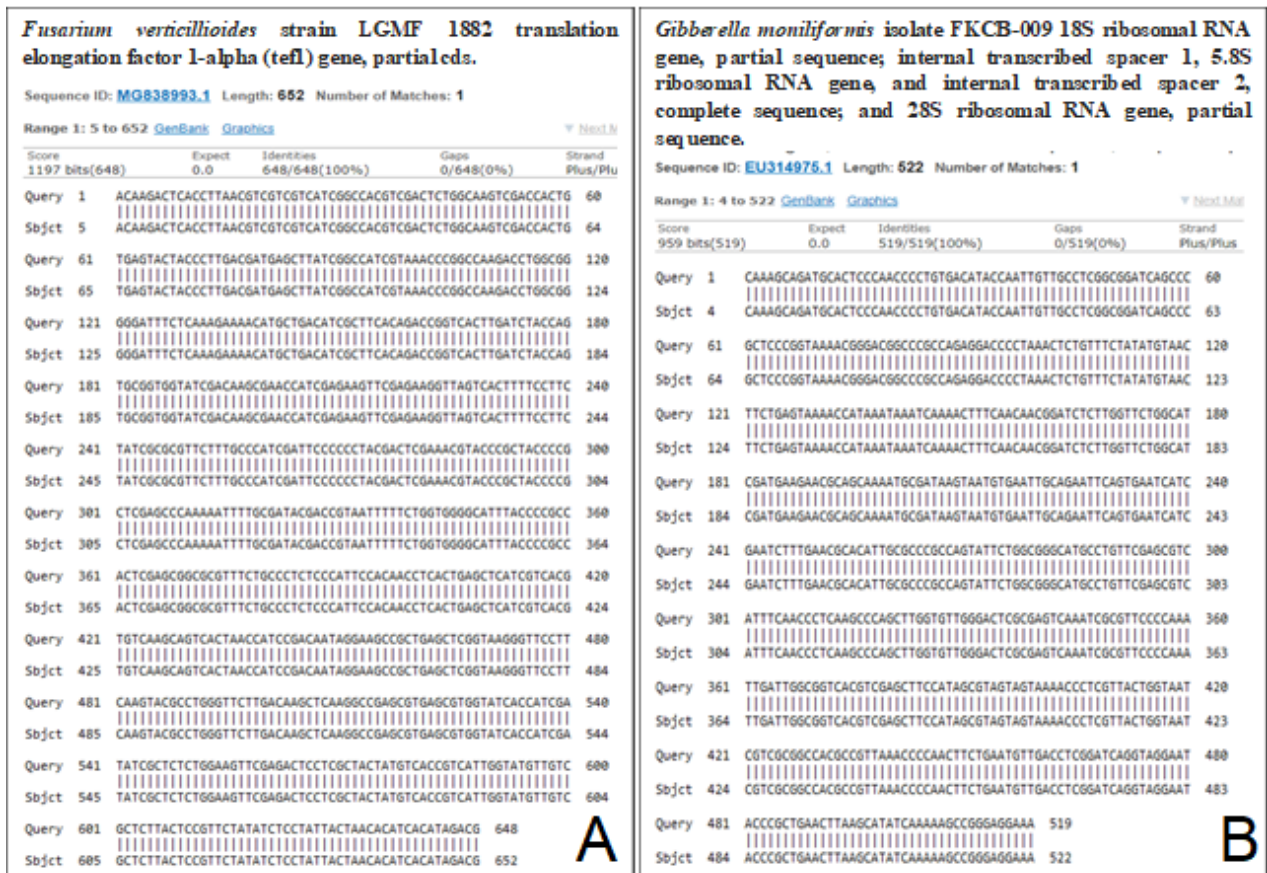 Fusarium verticillioides strain LGMF 1882 translation
elongation factor 1-alpha (tefl) gene, partial cds.
Sequence ID: MG838993.1 Length: 652 Number of Matches: 1
Range 1: 5 to 652 GenBank Graphics ▼ Next M
Score Expect Identities Gaps Strand
1197 bits(648) 0.0 648/648(100%) 0/648(0%) Plus/Plu
Query 1 ACAAGACTCACCTTAACGTCGTCGTCATCGGCCACGTCGACTCTGGCAAGTCGACCACTG 60
Sbjct 5 ACAAGACTCACCTTAACGTCGTCGTCATCGGCCACGTCGACTCTGGCAAGTCGACCACTG 64
Query 61 TGAGTACTACCCTTGACGATGAGCTTATCGGCCATCGTAAACCCGGCCAAGACCTGGCGG 120
Sbjct 65 TGAGTACTACCCTTGACGATGAGCTTATCGGCCATCGTAAACCCGGCCAAGACCTGGCGG 124
Query 121 GGGATTTCTCAAAGAAAACATGCTGACATCGCTTCACAGACCGGTCACTTGATCTACCAG 180
Sbjct 125 GGGATTTCTCAAAGAAAACATGCTGACATCGCTTCACAGACCGGTCACTTGATCTACCAG 184
Query 181 TGCGGTGGTATCGACAAGCGAACCATCGAGAAGTTCGAGAAGGTTAGTCACTTTTCCTTC 240
Sbjct 185 TGCGGTGGTATCGACAAGCGAACCATCGAGAAGTTCGAGAAGGTTAGTCACTTTTCCTTC 244
Query 241 TATCGCGCGTTCTTTGCCCATCGATTCCCCCCTACGACTCGAAACGTACCCGCTACCCCG 300
Sbjct 245 TATCGCGCGTTCTTTGCCCATCGATTCCCCCCTACGACTCGAAACGTACCCGCTACCCCG 304
Query 301 CTCGAGCCCAAAAATTTTGCGATACGACCGTAATTTTTCTGGTGGGGCATTTACCCCGCC 360
Sbjct 305 CTCGAGCCCAAAAATTTTGCGATACGACCGTAATTTTTCTGGTGGGGCATTTACCCCGCC 364
Query 361 ACTCGAGCGGCGCGTTTCTGCCCTCTCCCATTCCACAACCTCACTGAGCTCATCGTCACG 420
Sbjct 365 ACTCGAGCGGCGCGTTTCTGCCCTCTCCCATTCCACAACCTCACTGAGCTCATCGTCACG 424
Query 421 TGTCAAGCAGTCACTAACCATCCGACAATAGGAAGCCGCTGAGCTCGGTAAGGGTTCCTT 480
Sbjct 425 TGTCAAGCAGTCACTAACCATCCGACAATAGGAAGCCGCTGAGCTCGGTAAGGGTTCCTT 484
Query 481 CAAGTACGCCTGGGTTCTTGACAAGCTCAAGGCCGAGCGTGAGCGTGGTATCACCATCGA 540
Sbjct 485 CAAGTACGCCTGGGTTCTTGACAAGCTCAAGGCCGAGCGTGAGCGTGGTATCACCATCGA 544
Query 541 TATCGCTCTCTGGAAGTTCGAGACTCCTCGCTACTATGTCACCGTCATTGGTATGTTGTC 600
Sbjct 545 TATCGCTCTCTGGAAGTTCGAGACTCCTCGCTACTATGTCACCGTCATTGGTATGTTGTC 604
Query 601 GCTCTTACTCCGTTCTATATCTCCTATTACTAACACATCACATAGACG 648
Sbjct 605 GCTCTTACTCCGTTCTATATCTCCTATTACTAACACATCACATAGACG 652
A
Gibberella moniliformis isolate FKCB-009 18S ribosomal RNA
gene, partial sequence; internal transcribed spacer 1, 5.8S
ribosomal RNA gene, and internal transcribed spacer 2,
complete sequence; and 28S ribosomal RNA gene, partial
sequence.
Sequence ID: EU314975.1 Length: 522 Number of Matches: 1
Range 1: 4 to 522 GenBank Graphics ▼ Next Mat
Score Expect Identities Gaps Strand
959 bits(519) 0.0 519/519(100%) 0/519(0%) Plus/Plus
Query 1 CAAAGCAGATGCACTCCCAACCCCTGTGACATACCAATTGTTGCCTCGGCGGATCAGCCC 60
Sbjct 4 CAAAGCAGATGCACTCCCAACCCCTGTGACATACCAATTGTTGCCTCGGCGGATCAGCCC 63
Query 61 GCTCCCGGTAAAACGGGACGGCCCGCCAGAGGACCCCTAAACTCTGTTTCTATATGTAAC 120
Sbjct 64 GCTCCCGGTAAAACGGGACGGCCCGCCAGAGGACCCCTAAACTCTGTTTCTATATGTAAC 123
Query 121 TTCTGAGTAAAACCATAAATAAATCAAAACTTTCAACAACGGATCTCTTGGTTCTGGCAT 180
Sbjct 124 TTCTGAGTAAAACCATAAATAAATCAAAACTTTCAACAACGGATCTCTTGGTTCTGGCAT 183
Query 181 CGATGAAGAACGCAGCAAAATGCGATAAGTAATGTGAATTGCAGAATTCAGTGAATCATC 240
Sbjct 184 CGATGAAGAACGCAGCAAAATGCGATAAGTAATGTGAATTGCAGAATTCAGTGAATCATC 243
Query 241 GAATCTTTGAACGCACATTGCGCCCGCCAGTATTCTGGCGGGCATGCCTGTTCGAGCGTC 300
Sbjct 244 GAATCTTTGAACGCACATTGCGCCCGCCAGTATTCTGGCGGGCATGCCTGTTCGAGCGTC 303
Query 301 ATTTCAACCCTCAAGCCCAGCTTGGTGTTGGGACTCGCGAGTCAAATCGCGTTCCCCAAA 360
Sbjct 304 ATTTCAACCCTCAAGCCCAGCTTGGTGTTGGGACTCGCGAGTCAAATCGCGTTCCCCAAA 363
Query 361 TTGATTGGCGGTCACGTCGAGCTTCCATAGCGTAGTAGTAAAACCCTCGTTACTGGTAAT 420
Sbjct 364 TTGATTGGCGGTCACGTCGAGCTTCCATAGCGTAGTAGTAAAACCCTCGTTACTGGTAAT 423
Query 421 CGTCGCGGCCACGCCGTTAAACCCCAACTTCTGAATGTTGACCTCGGATCAGGTAGGAAT 480
Sbjct 424 CGTCGCGGCCACGCCGTTAAACCCCAACTTCTGAATGTTGACCTCGGATCAGGTAGGAAT 483
Query 481 ACCCGCTGAACTTAAGCATATCAAAAAGCCGGGAGGAAA 519
Sbjct 484 ACCCGCTGAACTTAAGCATATCAAAAAGCCGGGAGGAAA 522
B